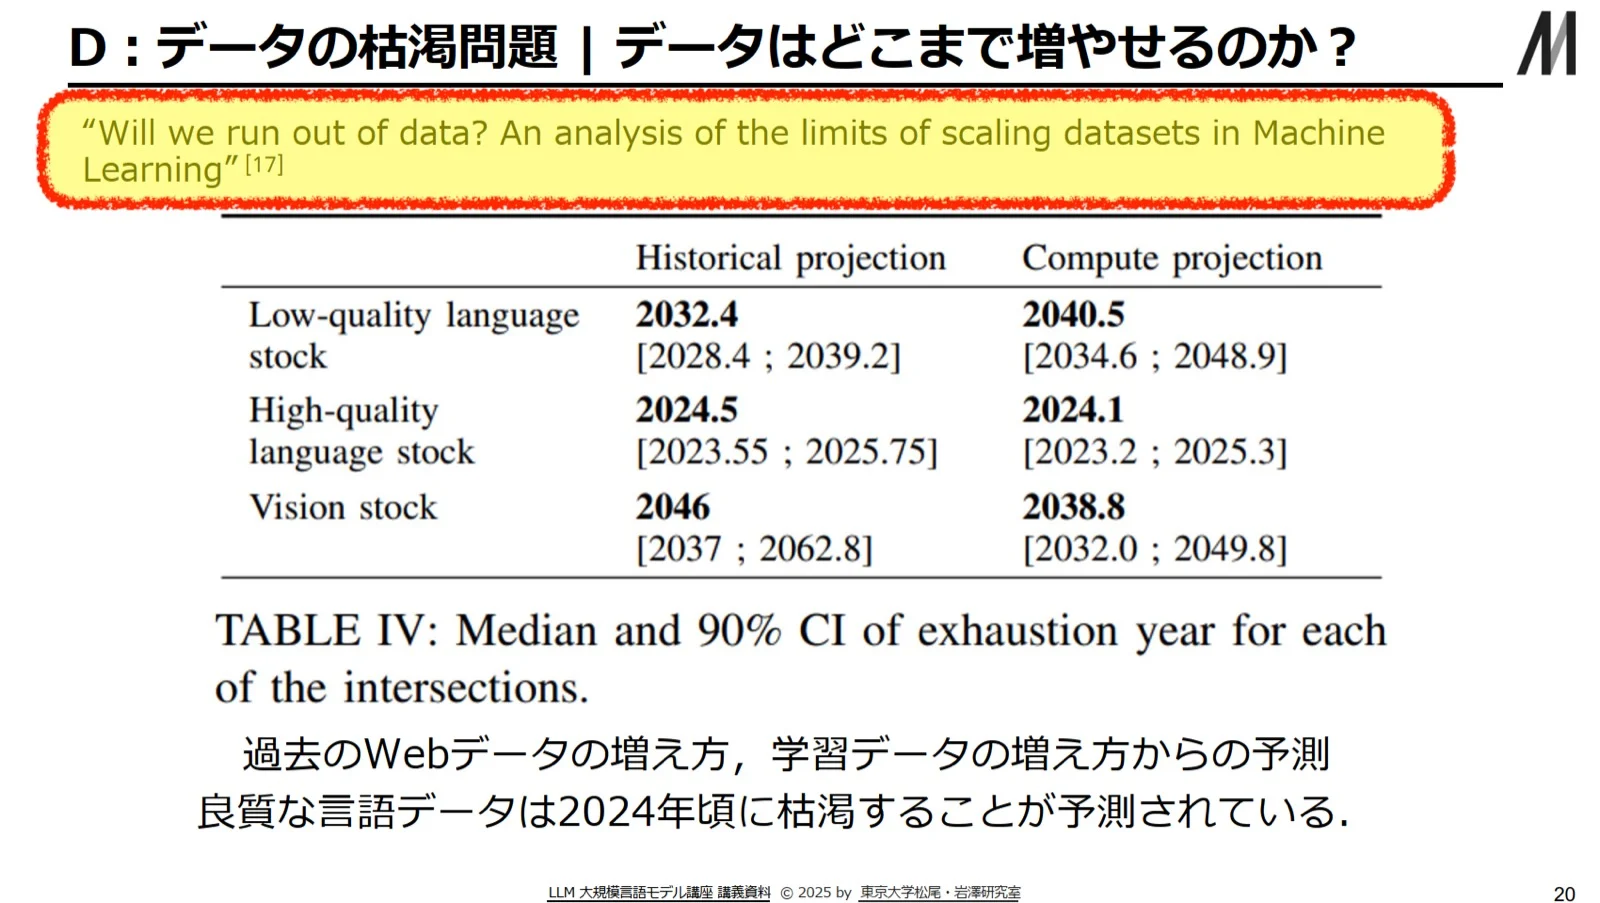 D：データの枯渇問題 | データはどこまで増やせるのか？
“Will we run out of data? An analysis of the limits of scaling datasets in Machine
Learning” [17]
Historical projection Compute projection
Low-quality language 2032.4 2040.5
stock [2028.4 ; 2039.2] [2034.6 ; 2048.9]
High-quality 2024.5 2024.1
language stock [2023.55 ; 2025.75] [2023.2 ; 2025.3]
Vision stock 2046 2038.8
[2037 ; 2062.8] [2032.0 ; 2049.8]
TABLE IV: Median and 90% CI of exhaustion year for each
of the intersections.
過去のWebデータの増え方，学習データの増え方からの予測
良質な言語データは2024年頃に枯渇することが予測されている．
LLM 大規模言語モデル講座 講義資料 © 2025 by 東京大学松尾・岩澤研究室
20